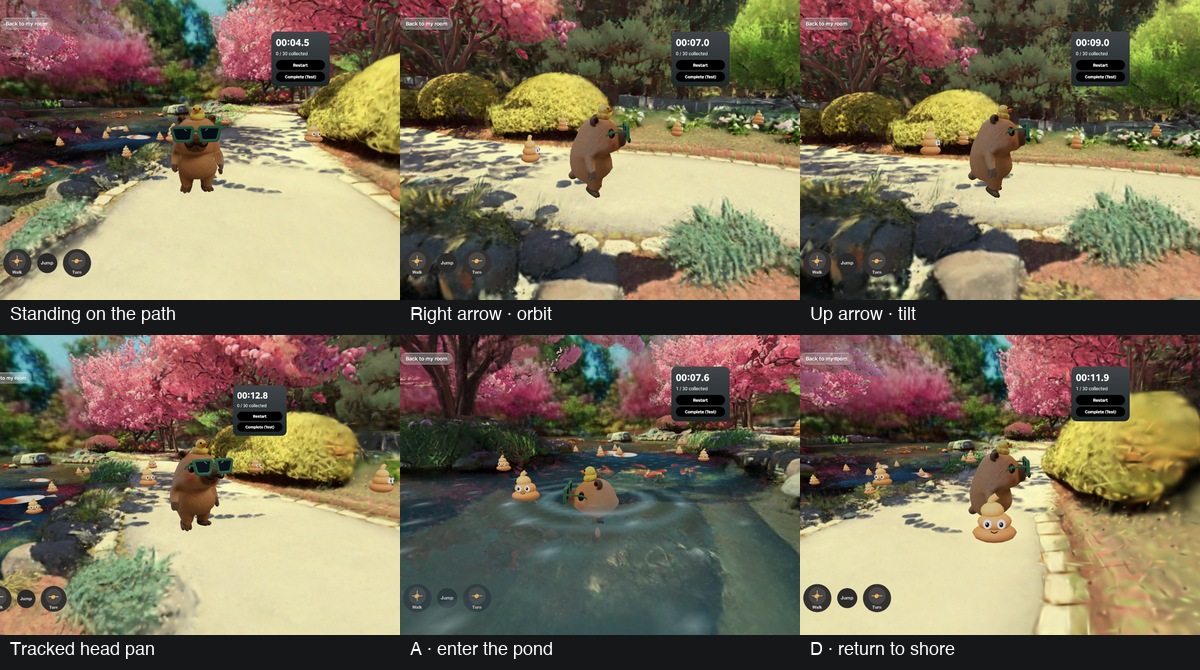 Back to my room
00:04.5
0 / 30 collected
Restart
Complete (Test)
Walk
Jump
Turn
Standing on the path
Back to my room
00:07.0
0 / 30 collected
Restart
Complete (Test)
Walk
Jump
Turn
Right arrow · orbit
Back to my room
00:09.0
0 / 30 collected
Restart
Complete (Test)
Walk
Jump
Turn
Up arrow · tilt
to my room
00:12.8
0 / 30 collected
Restart
Complete (Test)
Jump
Turn
Tracked head pan
Back to my room
00:07.6
1 / 30 collected
Restart
Complete (Test)
Walk
Jump
Turn
A · enter the pond
Back to my room
00:11.9
1 / 30 collected
Restart
Complete (Test)
Walk
Jump
Turn
D · return to shore